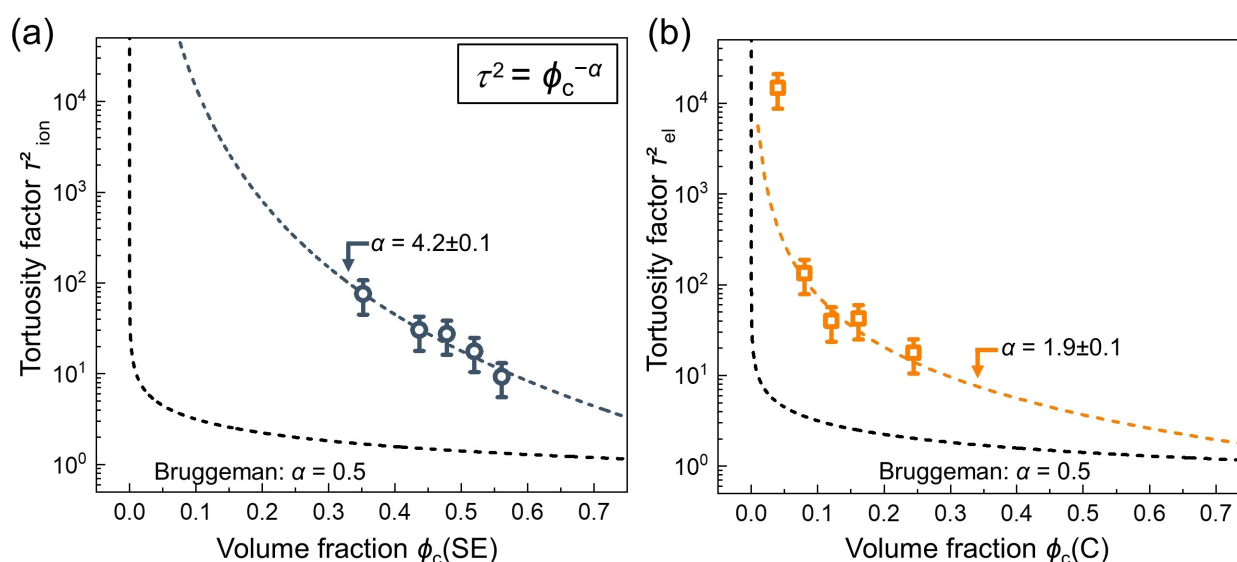 (a)
τ² = ϕc^−α
Tortuosity factor τ²ion
10⁴
10³
10²
10¹
10⁰
α = 4.2±0.1
Bruggeman: α = 0.5
0.0 0.1 0.2 0.3 0.4 0.5 0.6 0.7
Volume fraction ϕc(SE)
(b)
Tortuosity factor τ²el
10⁴
10³
10²
10¹
10⁰
α = 1.9±0.1
Bruggeman: α = 0.5
0.0 0.1 0.2 0.3 0.4 0.5 0.6 0.7
Volume fraction ϕc(C)